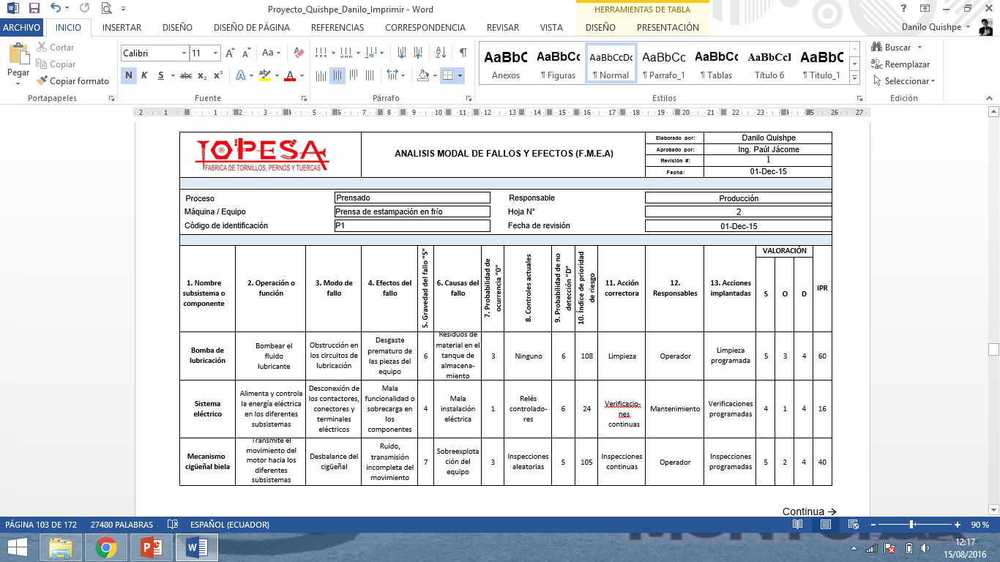 Proyecto_Quishpe_Danilo_Imprimir - Word
HERRAMIENTAS DE TABLA
ARCHIVO INICIO INSERTAR DISEÑO DISEÑO DE PÁGINA REFERENCIAS CORRESPONDENCIA REVISAR VISTA DISEÑO PRESENTACIÓN
Danilo Quishpe
Pegar
Cortar
Copiar
Copiar formato
Portapapeles
Calibri 11
N K S abc x₂ x²
Fuente
Párrafo
AaBbC AaBbCc AaBbCcDc AaBbCc AaBbCc AaBbCcI AaBbC
Anexos ¶ Figuras ¶ Normal ¶ Parrafo_1 ¶ Tablas Título 6 ¶ Titulo_1
Estilos
Buscar
Reemplazar
Seleccionar
Edición
2 1 1 2 3 4 5 6 7 8 9 10 11 12 13 14 15 16 17 18 19 20 21 22 23 24 25 26 27
TOPESA
FABRICA DE TORNILLOS, PERNOS Y TUERCAS
ANALISIS MODAL DE FALLOS Y EFECTOS (F.M.E.A)
Elaborado por: Danilo Quishpe
Aprobado por: Ing. Paúl Jácome
Revisión #: 1
Fecha: 01-Dec-15
Proceso Prensado Responsable Producción
Máquina / Equipo Prensa de estampación en frío Hoja N° 2
Código de identificación P1 Fecha de revisión 01-Dec-15
1. Nombre
subsistema o
componente
2. Operación o
función
3. Modo de
fallo
4. Efectos del
fallo
5. Gravedad del fallo "S"
6. Causas del
fallo
7. Probabilidad de
ocurrencia "0"
8. Controles actuales
9. Probabilidad de no
detección "D"
10. Índice de prioridad
de riesgo
11. Acción
correctora
12.
Responsables
13. Acciones
implantadas
VALORACIÓN
S O D
IPR
Bomba de
lubricación
Bombear el
fluido
lubricante
Obstrucción en
los circuitos de
lubricación
Desgaste
prematuro de
las piezas del
equipo
6
Residuos de
material en el
tanque de
almacena-
miento
3
Ninguno
6
108
Limpieza
Operador
Limpieza
programada
5 3 4 60
Sistema
eléctrico
Alimenta y controla
la energía eléctrica
en los diferentes
subsistemas
Desconexión de
los contactores,
conectores y
terminales
eléctricos
Mala
funcionalidad o
sobrecarga en
los
componentes
4
Mala
instalación
eléctrica
1
Relés
controlado-
res
6
24
Verificacio-
nes
continuas
Mantenimiento
Verificaciones
programadas
4 1 4 16
Mecanismo
cigüeñal biela
Transmite el
movimiento del
motor hacia los
diferentes
subsistemas
Desbalance del
cigüeñal
Ruido,
transmisión
incompleta del
movimiento
7
Sobreexplota
ción del
equipo
3
Inspecciones
aleatorias
5
105
Inspecciones
continuas
Operador
Inspecciones
programadas
5 2 4 40
Continua →
PÁGINA 103 DE 172 27480 PALABRAS ESPAÑOL (ECUADOR) 90 %
12:17
15/08/2016